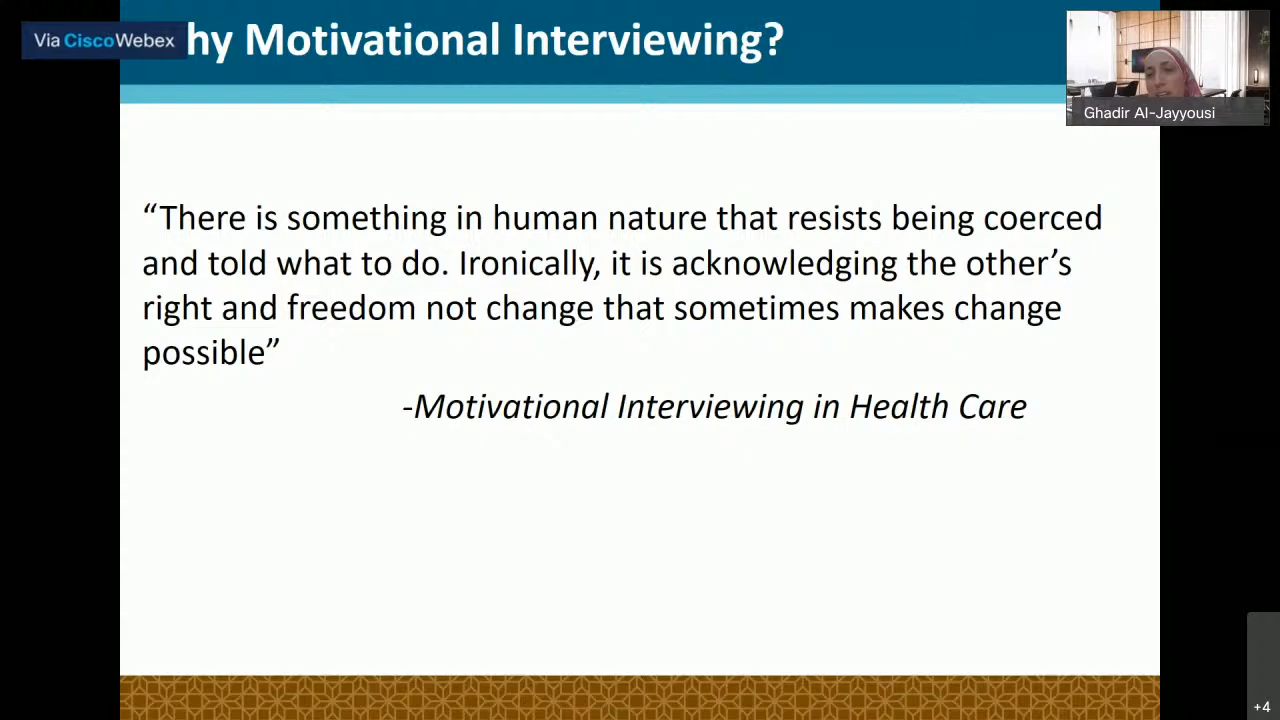 Via Cisco Webex
hy Motivational Interviewing?
Ghadir Al-Jayyousi
“There is something in human nature that resists being coerced
and told what to do. Ironically, it is acknowledging the other’s
right and freedom not change that sometimes makes change
possible”
-Motivational Interviewing in Health Care
+4